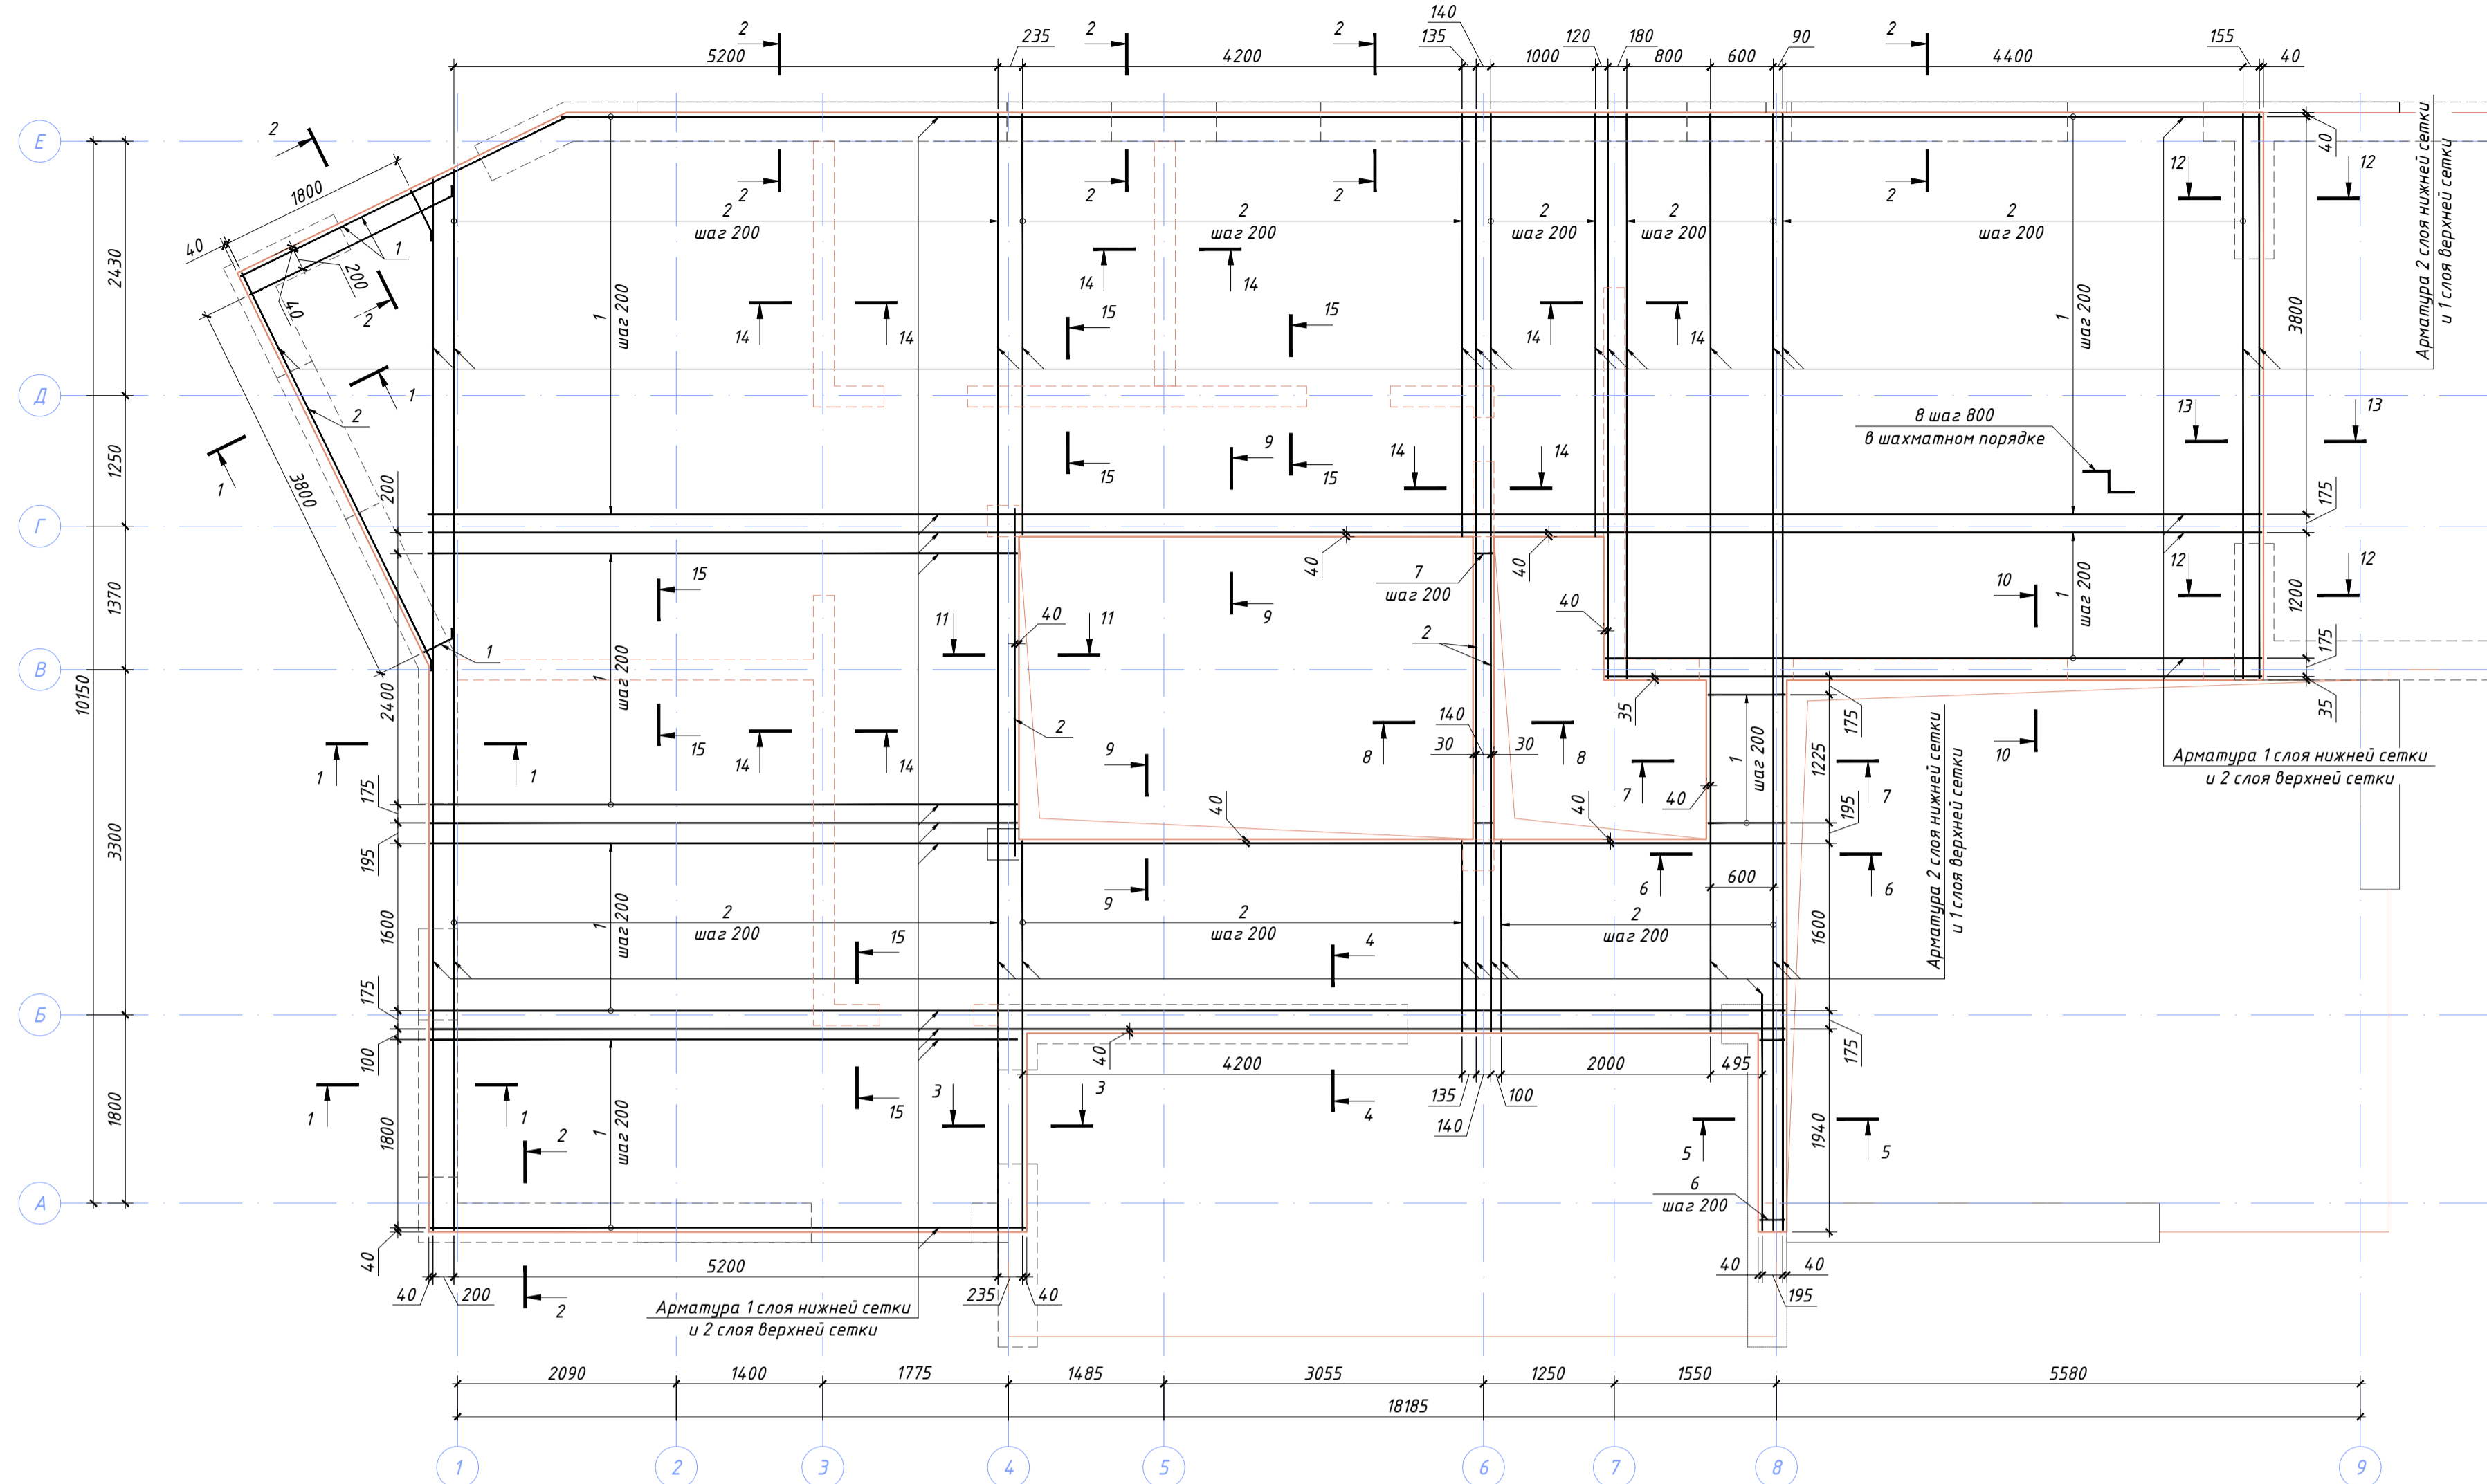 140
2 235 2 2 135 120 180 90 2 155
5200 4200 1000 800 600 4400 40
Е
2
1800
40
2 2 2 2 12 12
40
2 2 2 2 2
шаг 200 шаг 200 шаг 200 шаг 200 шаг 200
Арматура 2 слоя нижней сетки
и 1 слоя верхней сетки
2430
1
200
40
2
14 14
14 15 15 14
14 14 14
1
шаг 200
1
шаг 200
3800
Д
1
2
8 шаг 800
в шахматном порядке
13 13
1250
1
3800
200
15 9 15 14 14
175
Г
40
40
7
шаг 200
12 12
1370
15
11 11
40
9
40
10
1
шаг 200
1200
1
2
175
В
1
шаг 200
10150
2400
2
35
175
35
1 1
15 14 14
9
8 8
140
30 30
7 7
40
1
шаг 200
1225
10
Арматура 1 слоя нижней сетки
и 2 слоя верхней сетки
175
40
40
195
3300
195
9
6 6
600
Арматура 2 слоя нижней сетки
и 1 слоя верхней сетки
1600
1
шаг 200
2
шаг 200
2
шаг 200
2
шаг 200
1600
15
4
175
Б
100
40
4200 2000 495
175
1 1
15
3 3
4
135 100
140
1800
1800
1
шаг 200
2
5 5
1940
6
шаг 200
А
40
5200
40 200
2
235 40
40 40
195
Арматура 1 слоя нижней сетки
и 2 слоя верхней сетки
2090 1400 1775 1485 3055 1250 1550 5580
18185
1 2 3 4 5 6 7 8 9